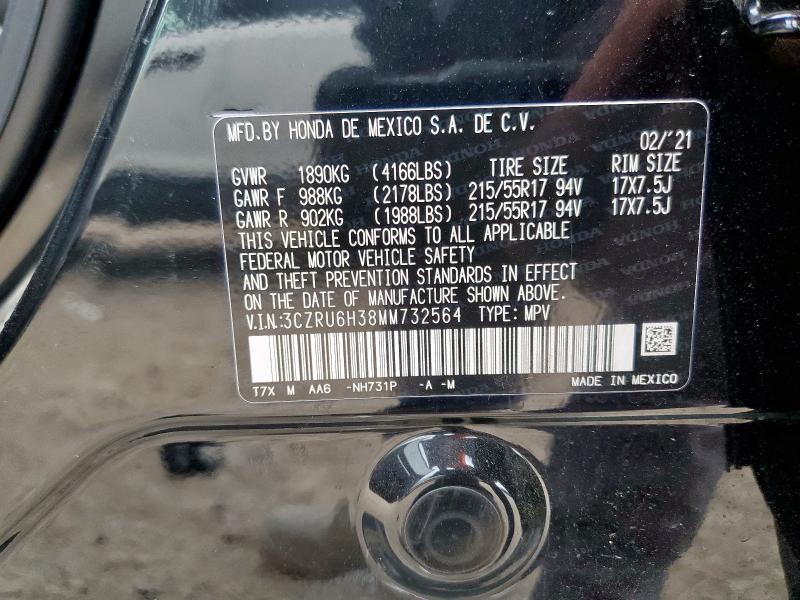 MFD. BY HONDA DE MEXICO S.A. DE C.V. 02/'21
GVWR 1890KG (4166LBS) TIRE SIZE RIM SIZE
GAWR F 988KG (2178LBS) 215/55R17 94V 17X7.5J
GAWR R 902KG (1988LBS) 215/55R17 94V 17X7.5J
THIS VEHICLE CONFORMS TO ALL APPLICABLE
FEDERAL MOTOR VEHICLE SAFETY
AND THEFT PREVENTION STANDARDS IN EFFECT
ON THE DATE OF MANUFACTURE SHOWN ABOVE.
V.I.N.:3CZRU6H38MM732564 TYPE: MPV
T7X M AA6 -NH731P -A -M MADE IN MEXICO